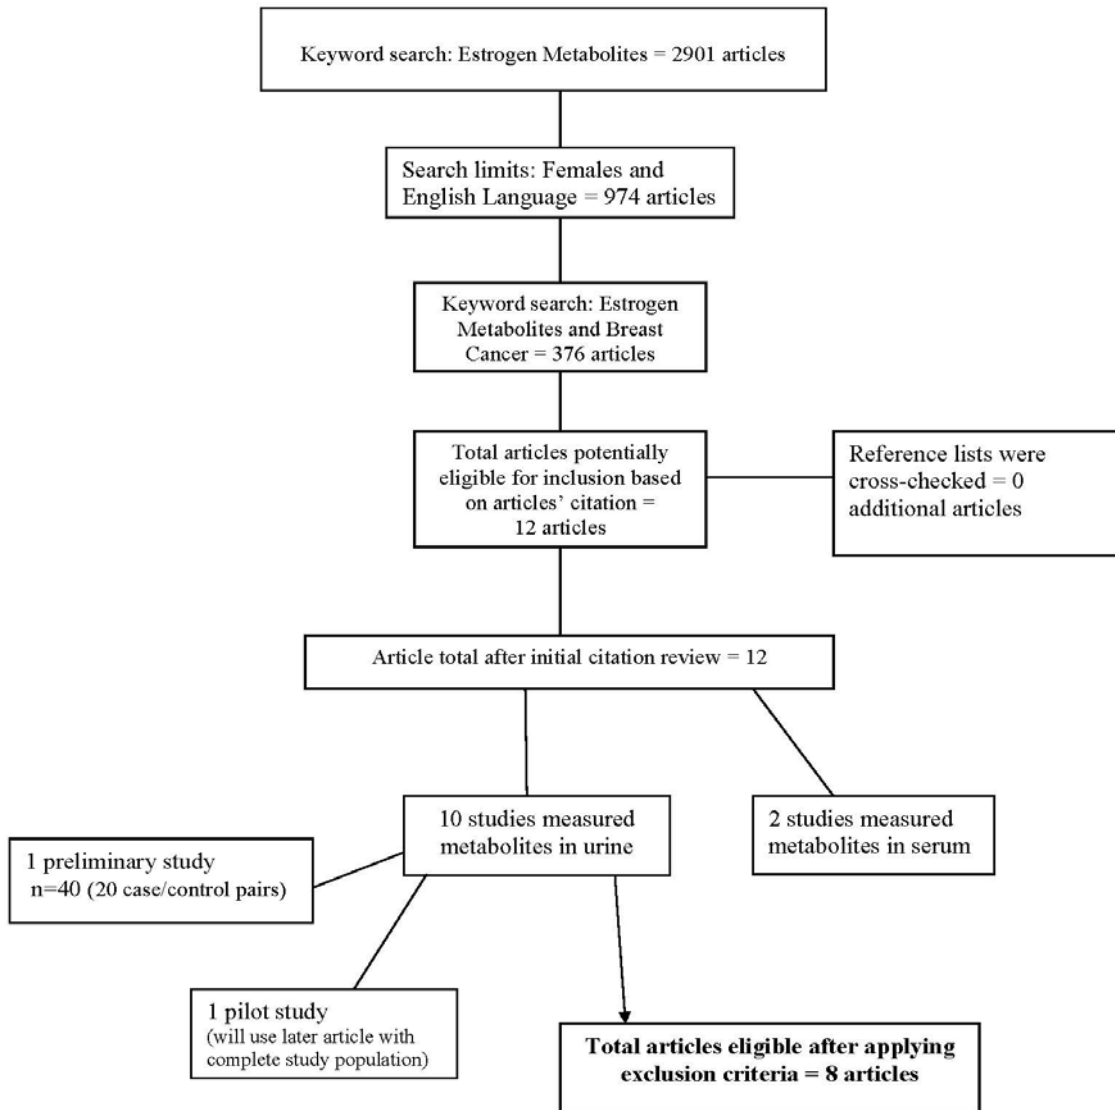 Keyword search: Estrogen Metabolites = 2901 articles
Search limits: Females and
English Language = 974 articles
Keyword search: Estrogen
Metabolites and Breast
Cancer = 376 articles
Total articles potentially
eligible for inclusion based
on articles’ citation =
12 articles
Reference lists were
cross-checked = 0
additional articles
Article total after initial citation review = 12
10 studies measured
metabolites in urine
2 studies measured
metabolites in serum
1 preliminary study
n=40 (20 case/control pairs)
1 pilot study
(will use later article with
complete study population)
Total articles eligible after applying
exclusion criteria = 8 articles